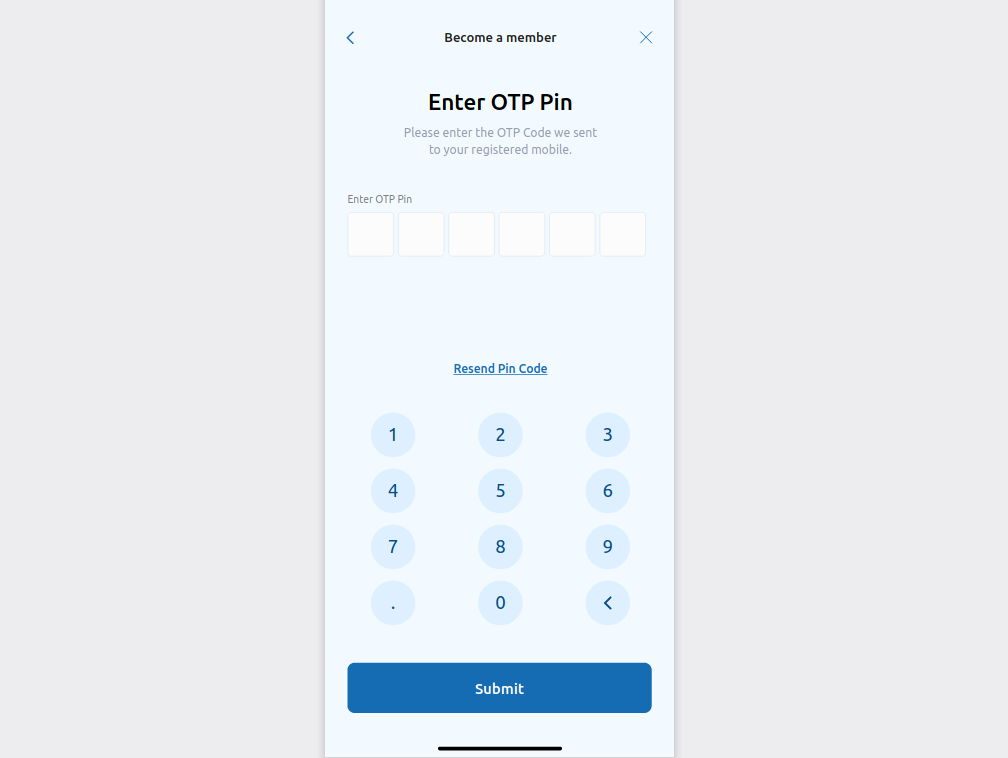 Become a member
Enter OTP Pin
Please enter the OTP Code we sent
to your registered mobile.
Enter OTP Pin
Resend Pin Code
1 2 3
4 5 6
7 8 9
. 0
Submit